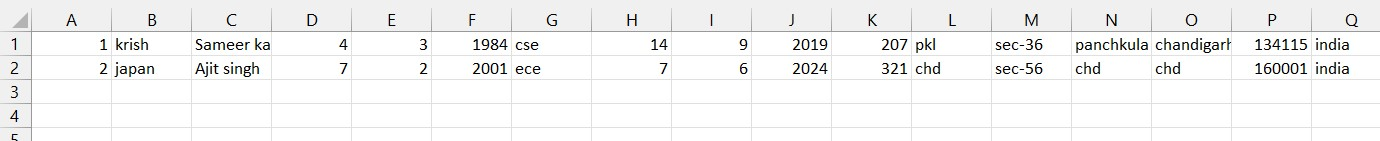 A B C D E F G H I J K L M N O P Q
1 1 krish Sameer ka 4 3 1984 cse 14 9 2019 207 pkl sec-36 panchkula chandigarh 134115 india
2 2 japan Ajit singh 7 2 2001 ece 7 6 2024 321 chd sec-56 chd chd 160001 india
3
4
5